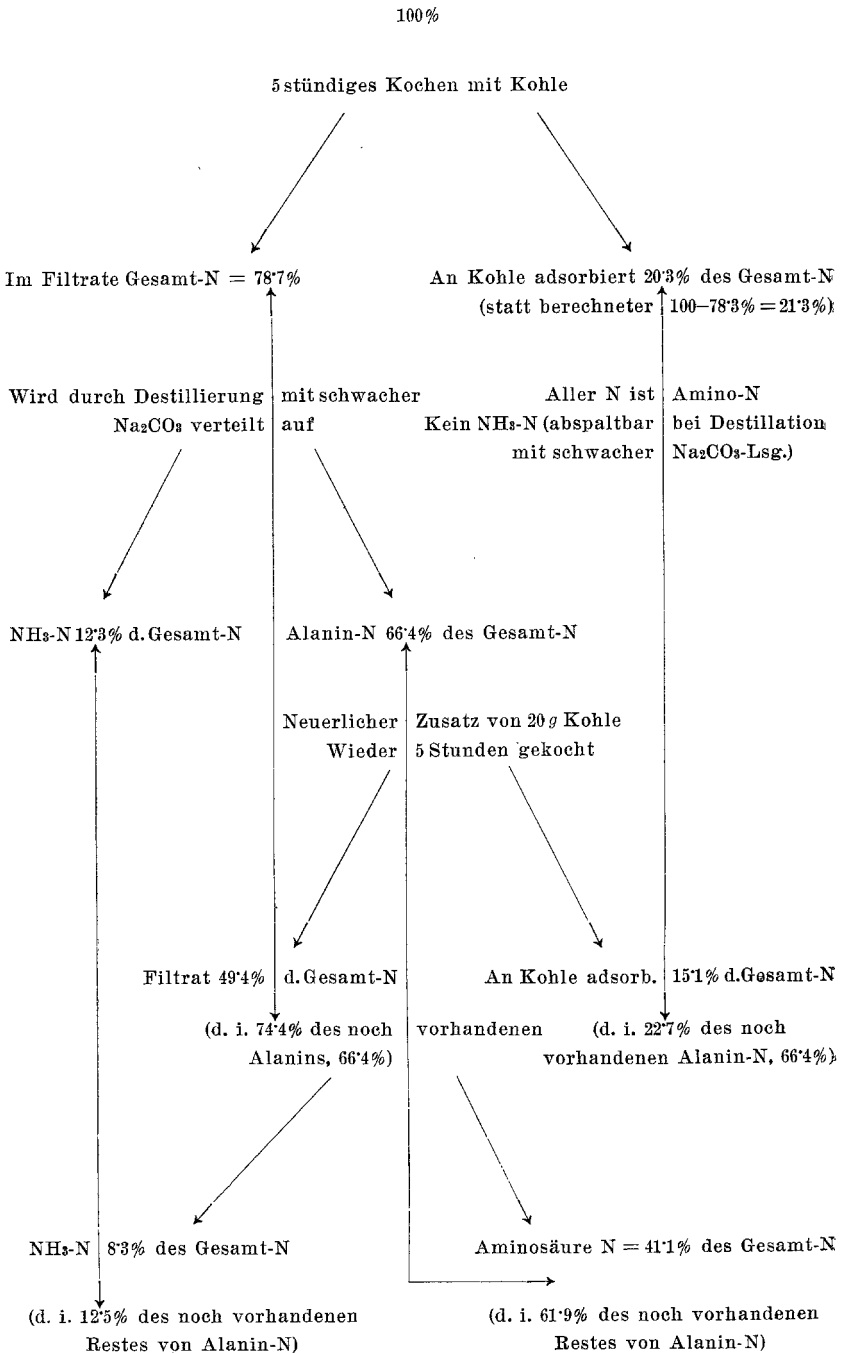 100%
5 stündiges Kochen mit Kohle
Im Filtrate Gesamt-N = 78·7%
An Kohle adsorbiert 20·3% des Gesamt-N
(statt berechneter 100–78·3% = 21·3%)
Wird durch Destillierung mit schwacher
Na₂CO₃ verteilt auf
Aller N ist Amino-N
Kein NH₃-N (abspaltbar bei Destillation
mit schwacher Na₂CO₃-Lsg.)
NH₃-N 12·3% d. Gesamt-N
Alanin-N 66·4% des Gesamt-N
Neuerlicher Zusatz von 20 g Kohle
Wieder 5 Stunden gekocht
Filtrat 49·4% d. Gesamt-N
An Kohle adsorb. 15·1% d. Gesamt-N
(d. i. 74·4% des noch vorhandenen
Alanins, 66·4%)
(d. i. 22·7% des noch
vorhandenen Alanin-N, 66·4%)
NH₃-N 8·3% des Gesamt-N
Aminosäure N = 41·1% des Gesamt-N
(d. i. 12·5% des noch vorhandenen
Restes von Alanin-N)
(d. i. 61·9% des noch vorhandenen
Restes von Alanin-N)